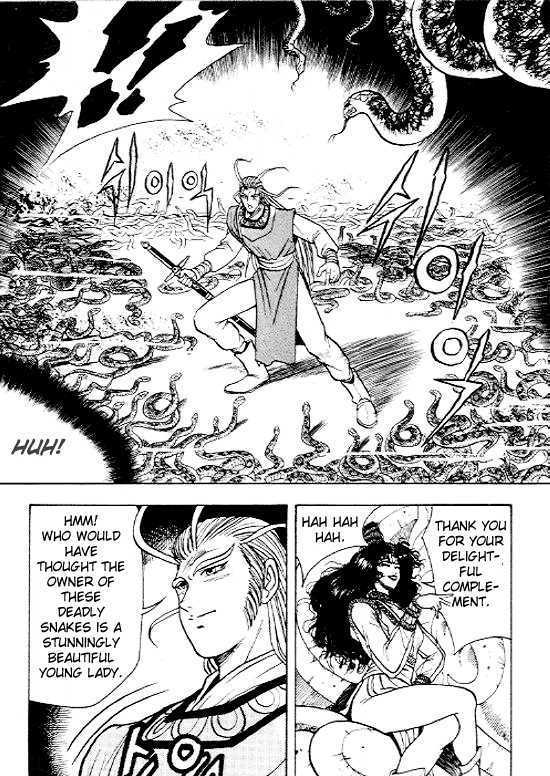 !!
쉬이익
쉬이익
HUH!
HMM!
WHO WOULD
HAVE
THOUGHT THE
OWNER OF
THESE
DEADLY
SNAKES IS A
STUNNINGLY
BEAUTIFUL
YOUNG LADY.
HAH HAH
HAH.
THANK YOU
FOR YOUR
DELIGHT-
FUL
COMPLE-
MENT.